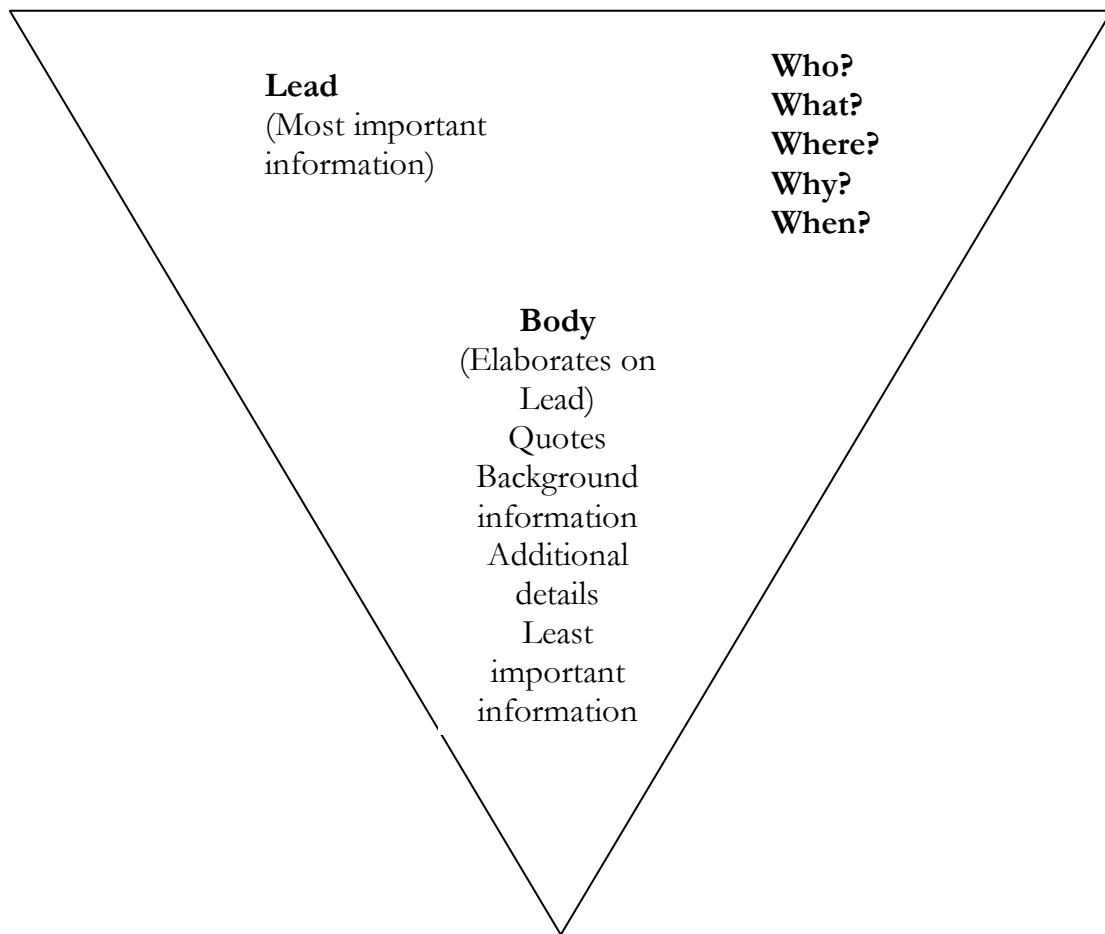 Lead
(Most important
information)
Who?
What?
Where?
Why?
When?
Body
(Elaborates on
Lead)
Quotes
Background
information
Additional
details
Least
important
information